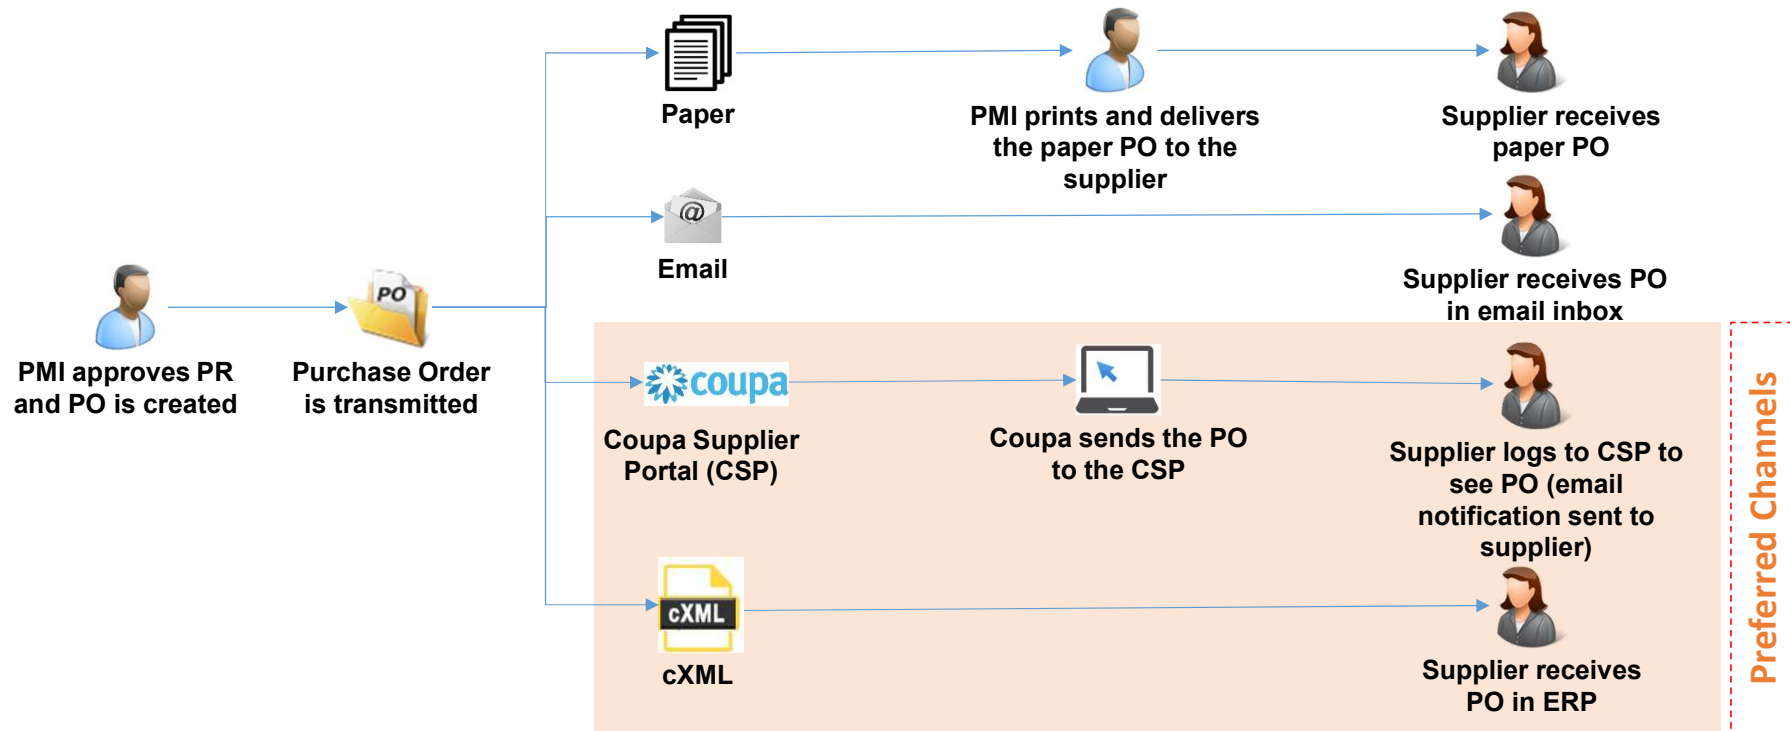 Paper
PMI prints and delivers
the paper PO to the
supplier
Supplier receives
paper PO
@
Email
Supplier receives PO
in email inbox
PO
PMI approves PR
and PO is created
Purchase Order
is transmitted
coupa
Coupa Supplier
Portal (CSP)
Coupa sends the PO
to the CSP
Supplier logs to CSP to
see PO (email
notification sent to
supplier)
cXML
cXML
Supplier receives
PO in ERP
Preferred Channels